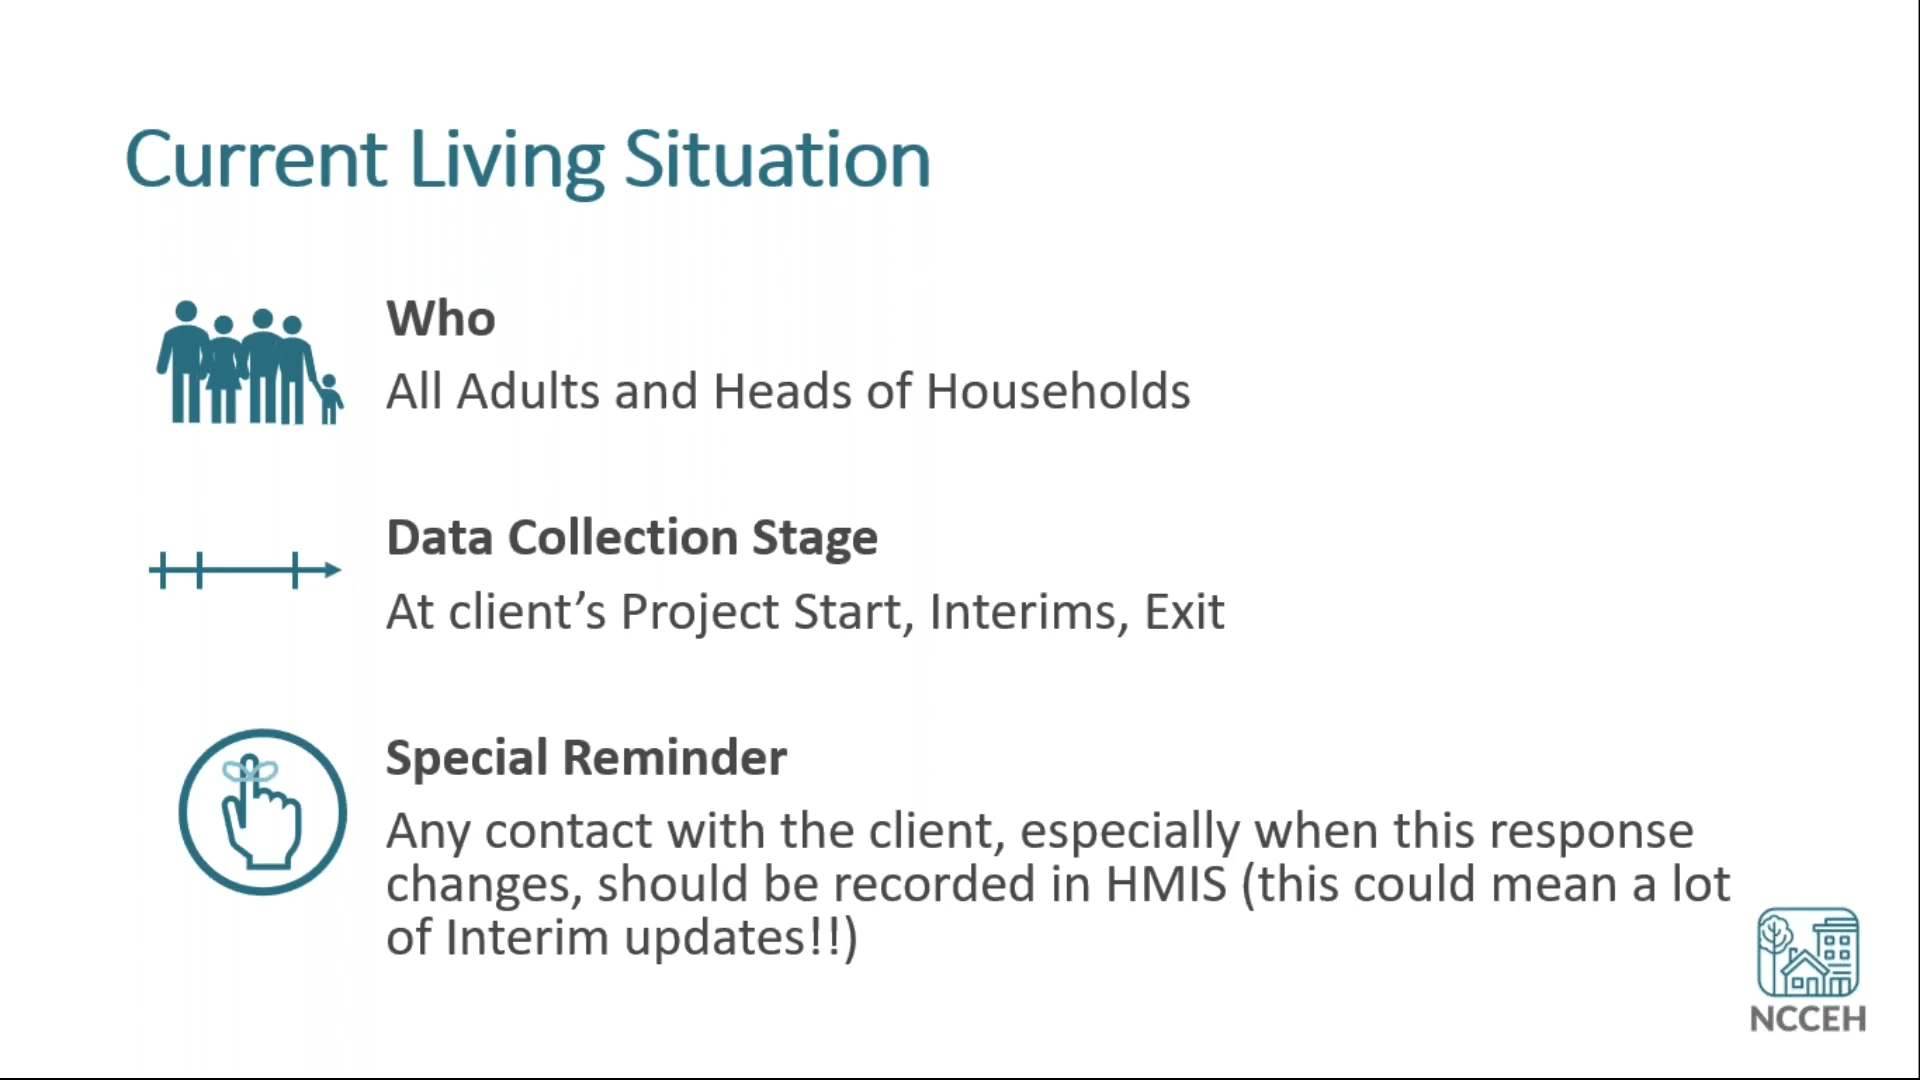 Current Living Situation
Who
All Adults and Heads of Households
Data Collection Stage
At client’s Project Start, Interims, Exit
Special Reminder
Any contact with the client, especially when this response
changes, should be recorded in HMIS (this could mean a lot
of Interim updates!!)
NCCEH